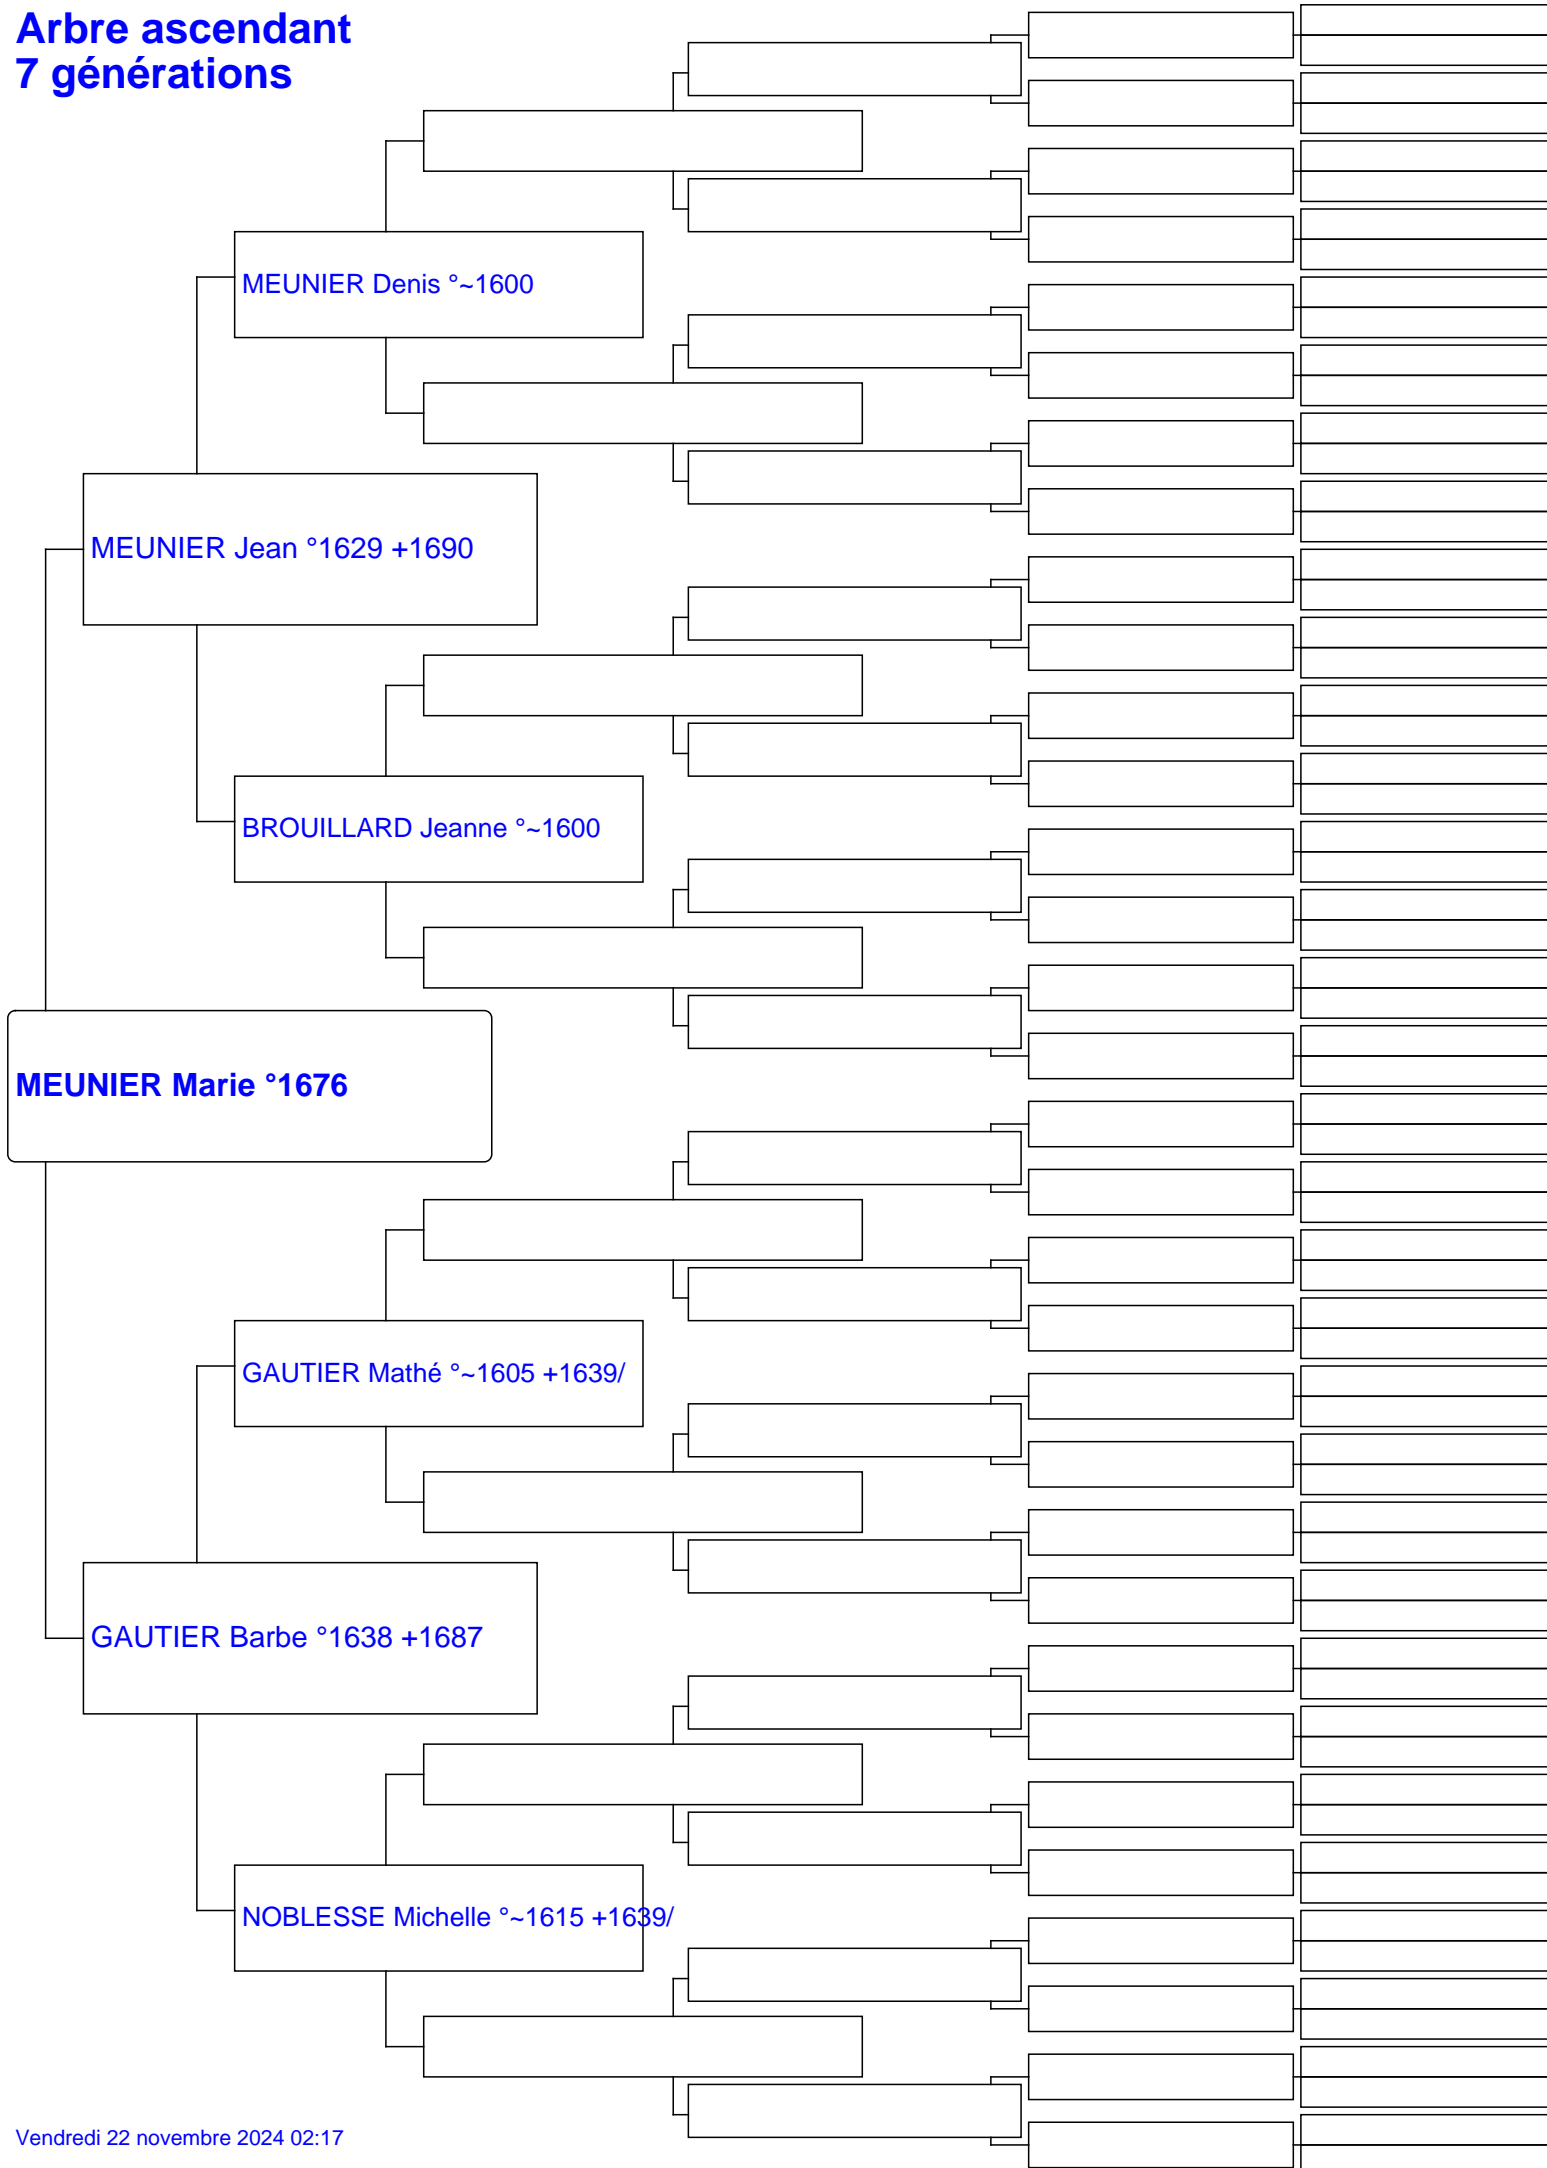 Arbre ascendant
7 générations
MEUNIER Denis °~1600
MEUNIER Jean °1629 +1690
BROUILLARD Jeanne °~1600
MEUNIER Marie °1676
GAUTIER Mathé °~1605 +1639/
GAUTIER Barbe °1638 +1687
NOBLESSE Michelle °~1615 +1639/
Vendredi 22 novembre 2024 02:17